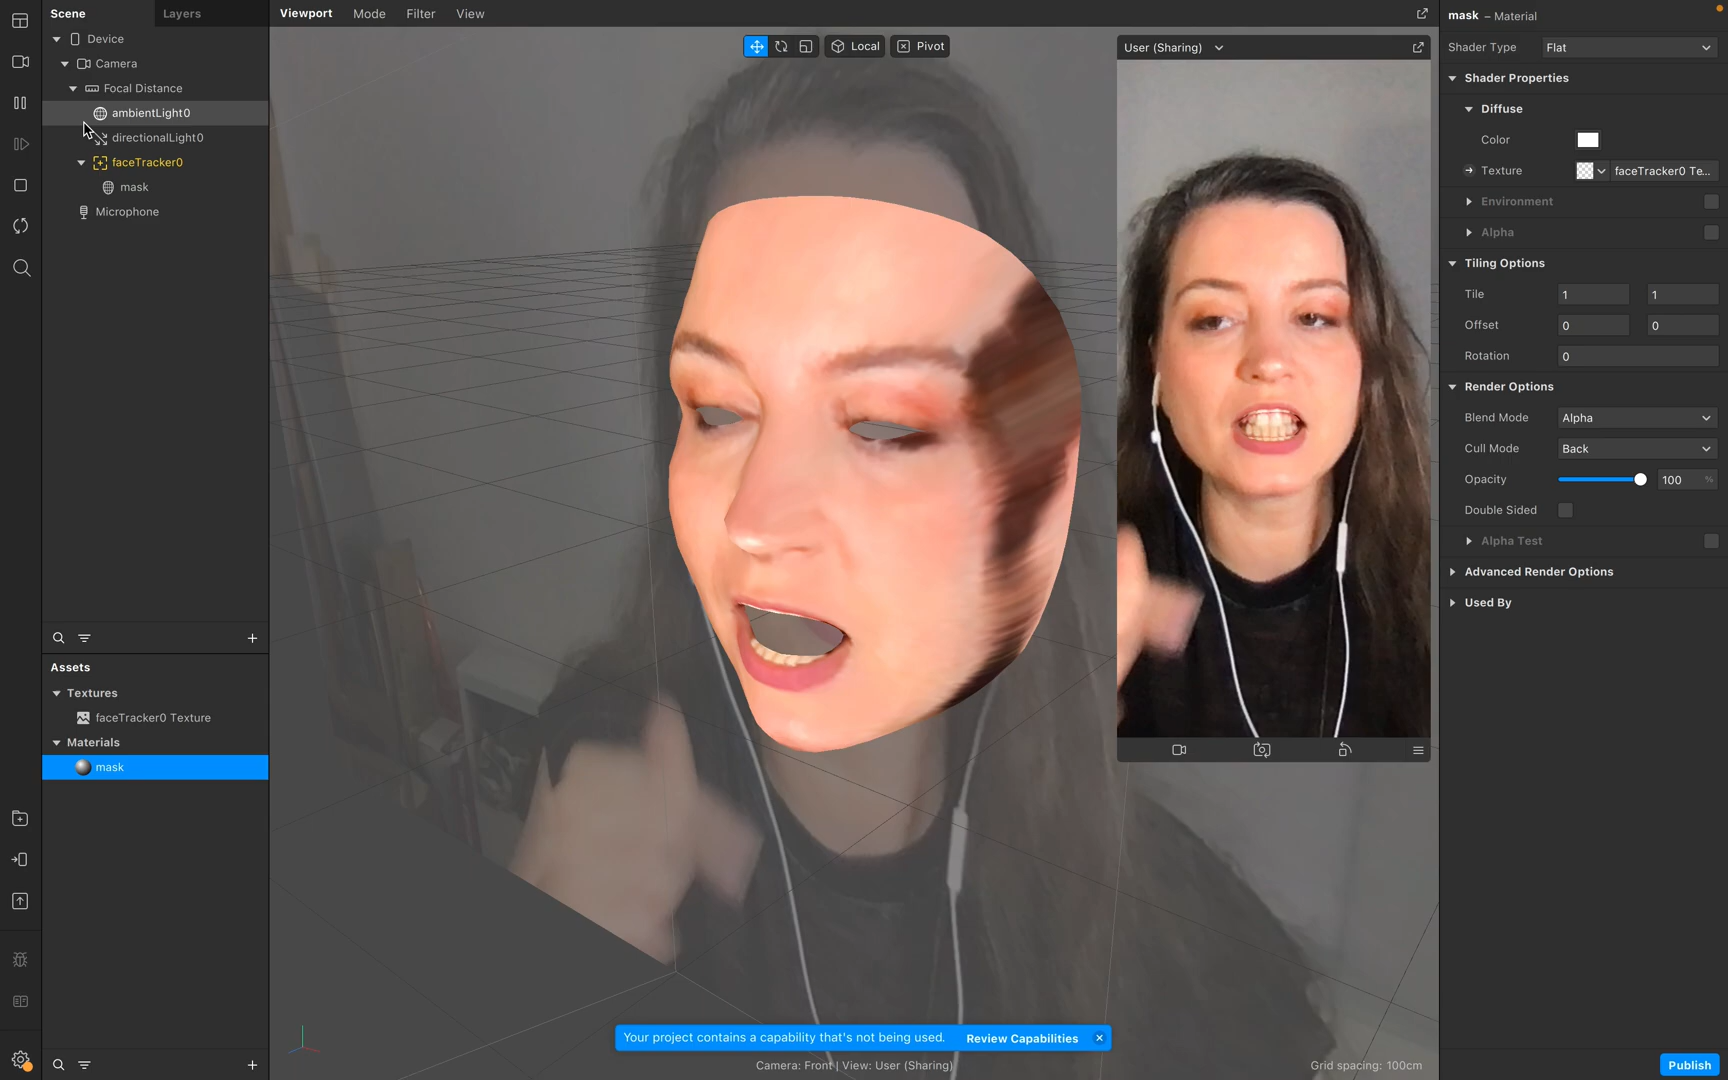 Scene
Layers
Device
Camera
Focal Distance
ambientLight0
directionalLight0
faceTracker0
mask
Microphone
Assets
Textures
faceTracker0 Texture
Materials
mask
Viewport Mode Filter View
Local
Pivot
User (Sharing)
Your project contains a capability that's not being used. Review Capabilities
Camera: Front | View: User (Sharing)
Grid spacing: 100cm
mask – Material
Shader Type Flat
Shader Properties
Diffuse
Color
Texture faceTracker0 Te...
Environment
Alpha
Tiling Options
Tile 1 1
Offset 0 0
Rotation 0
Render Options
Blend Mode Alpha
Cull Mode Back
Opacity 100 %
Double Sided
Alpha Test
Advanced Render Options
Used By
Publish